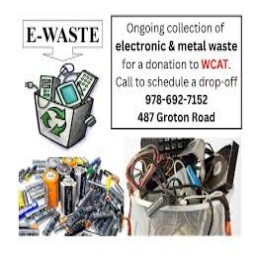 E-WASTE
Ongoing collection of
electronic & metal waste
for a donation to WCAT.
Call to schedule a drop-off
978-692-7152
487 Groton Road